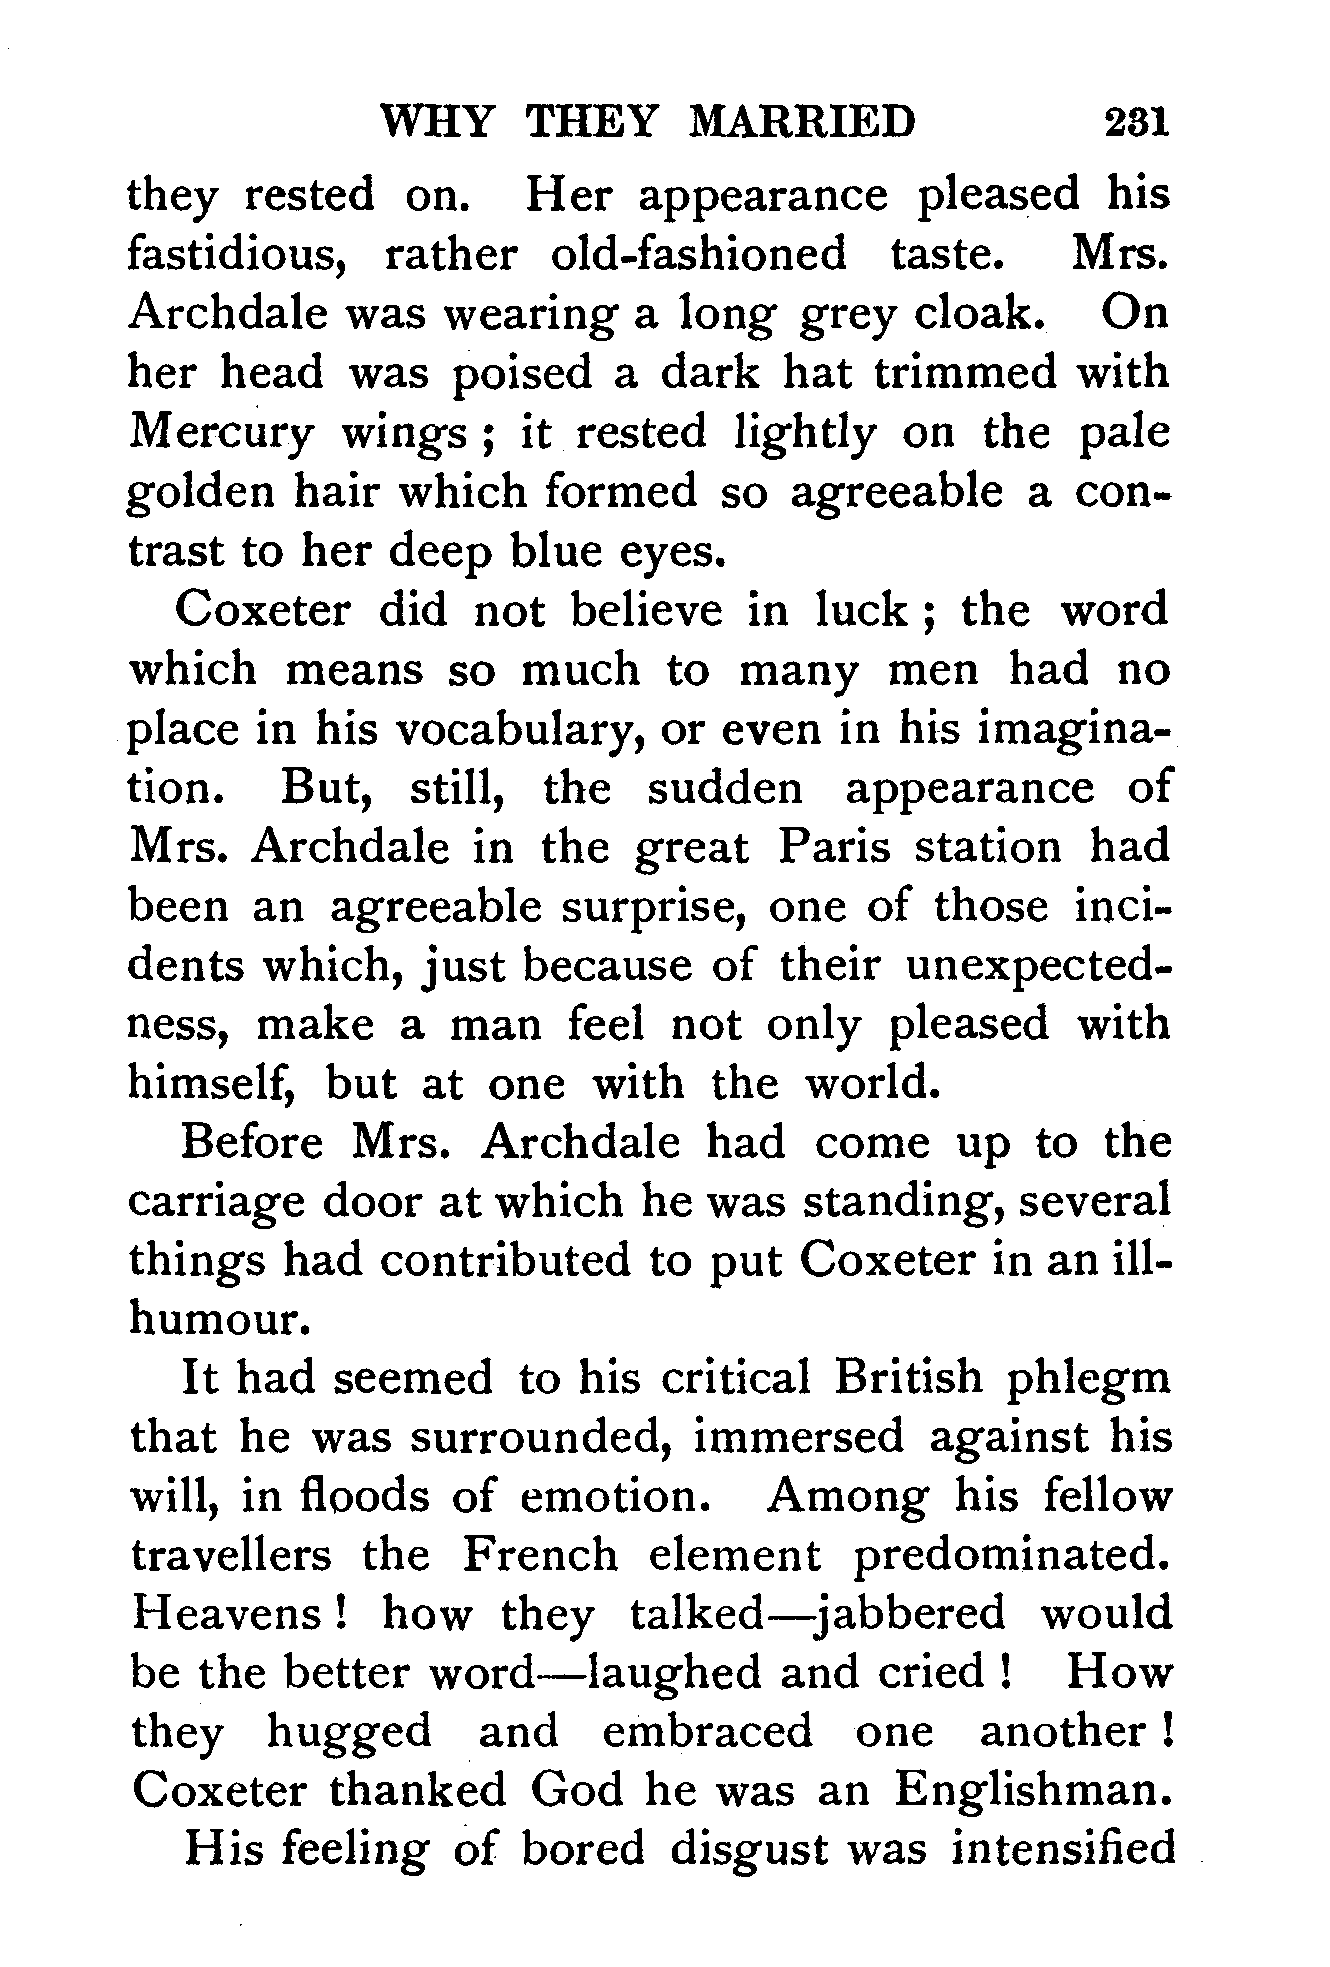 WHY THEY MARRIED 231
they rested on. Her appearance pleased his
fastidious, rather old-fashioned taste. Mrs.
Archdale was wearing a long grey cloak. On
her head was poised a dark hat trimmed with
Mercury wings ; it rested lightly on the pale
golden hair which formed so agreeable a con-
trast to her deep blue eyes.
Coxeter did not believe in luck ; the word
which means so much to many men had no
place in his vocabulary, or even in his imagina-
tion. But, still, the sudden appearance of
Mrs. Archdale in the great Paris station had
been an agreeable surprise, one of those inci-
dents which, just because of their unexpected-
ness, make a man feel not only pleased with
himself, but at one with the world.
Before Mrs. Archdale had come up to the
carriage door at which he was standing, several
things had contributed to put Coxeter in an ill-
humour.
It had seemed to his critical British phlegm
that he was surrounded, immersed against his
will, in floods of emotion. Among his fellow
travellers the French element predominated.
Heavens ! how they talked—jabbered would
be the better word—laughed and cried ! How
they hugged and embraced one another !
Coxeter thanked God he was an Englishman.
His feeling of bored disgust was intensified